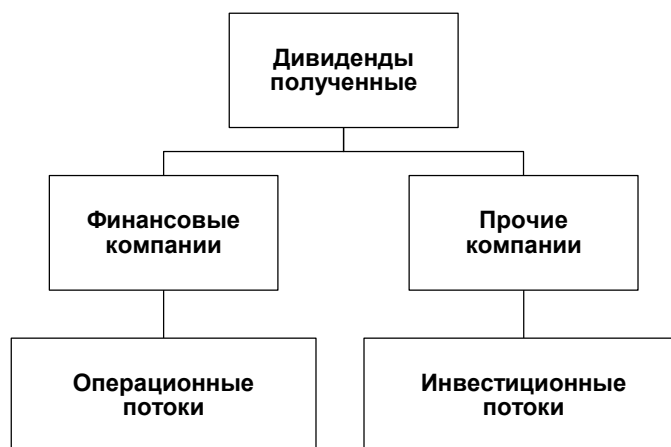 Дивиденды
полученные
Финансовые
компании
Прочие
компании
Операционные
потоки
Инвестиционные
потоки